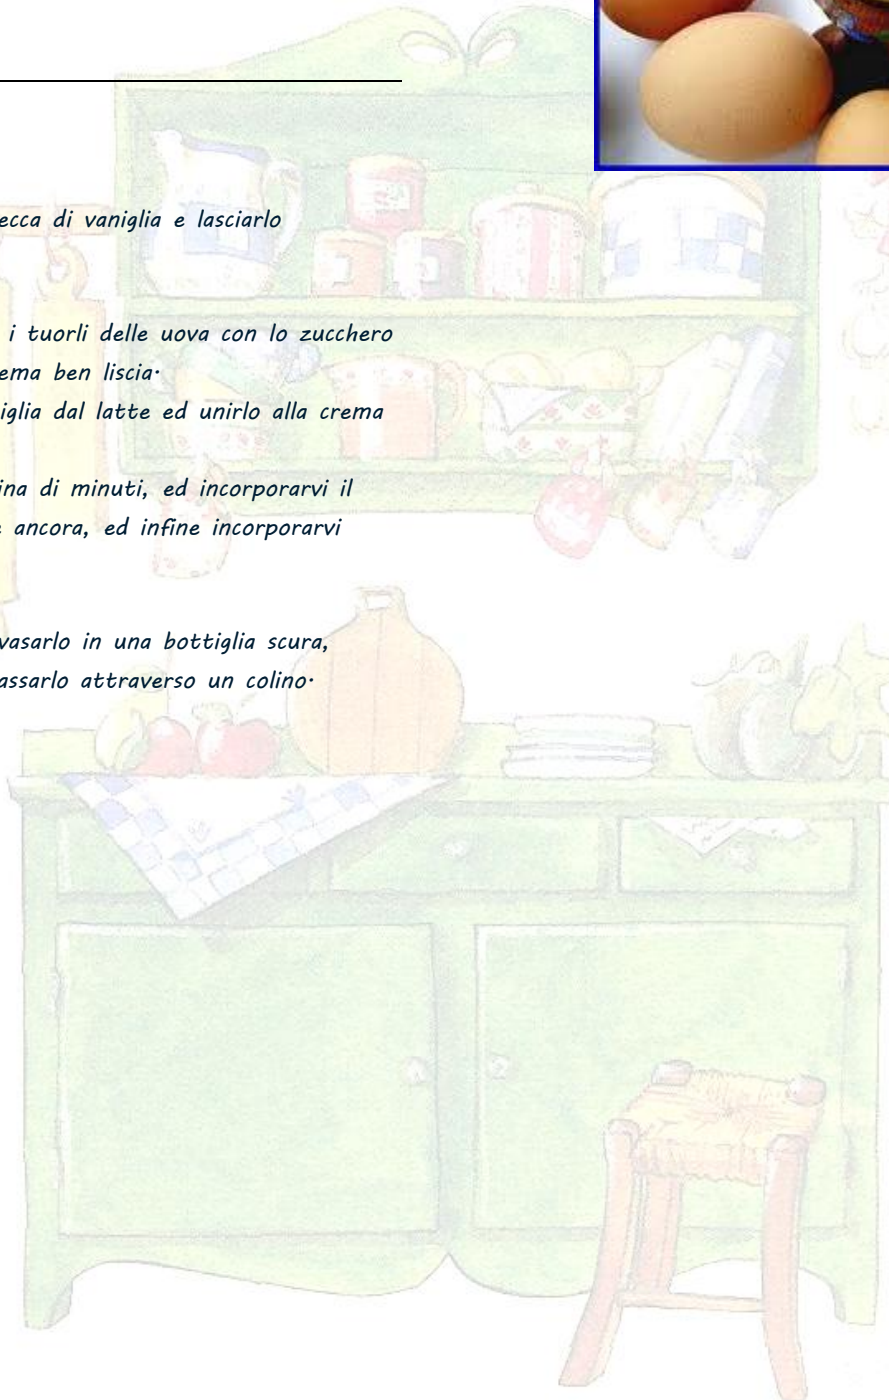 ecca di vaniglia e lasciarlo
i tuorli delle uova con lo zucchero
ema ben liscia.
iglia dal latte ed unirlo alla crema
ina di minuti, ed incorporarvi il
e ancora, ed infine incorporarvi
vasarlo in una bottiglia scura,
assarlo attraverso un colino.